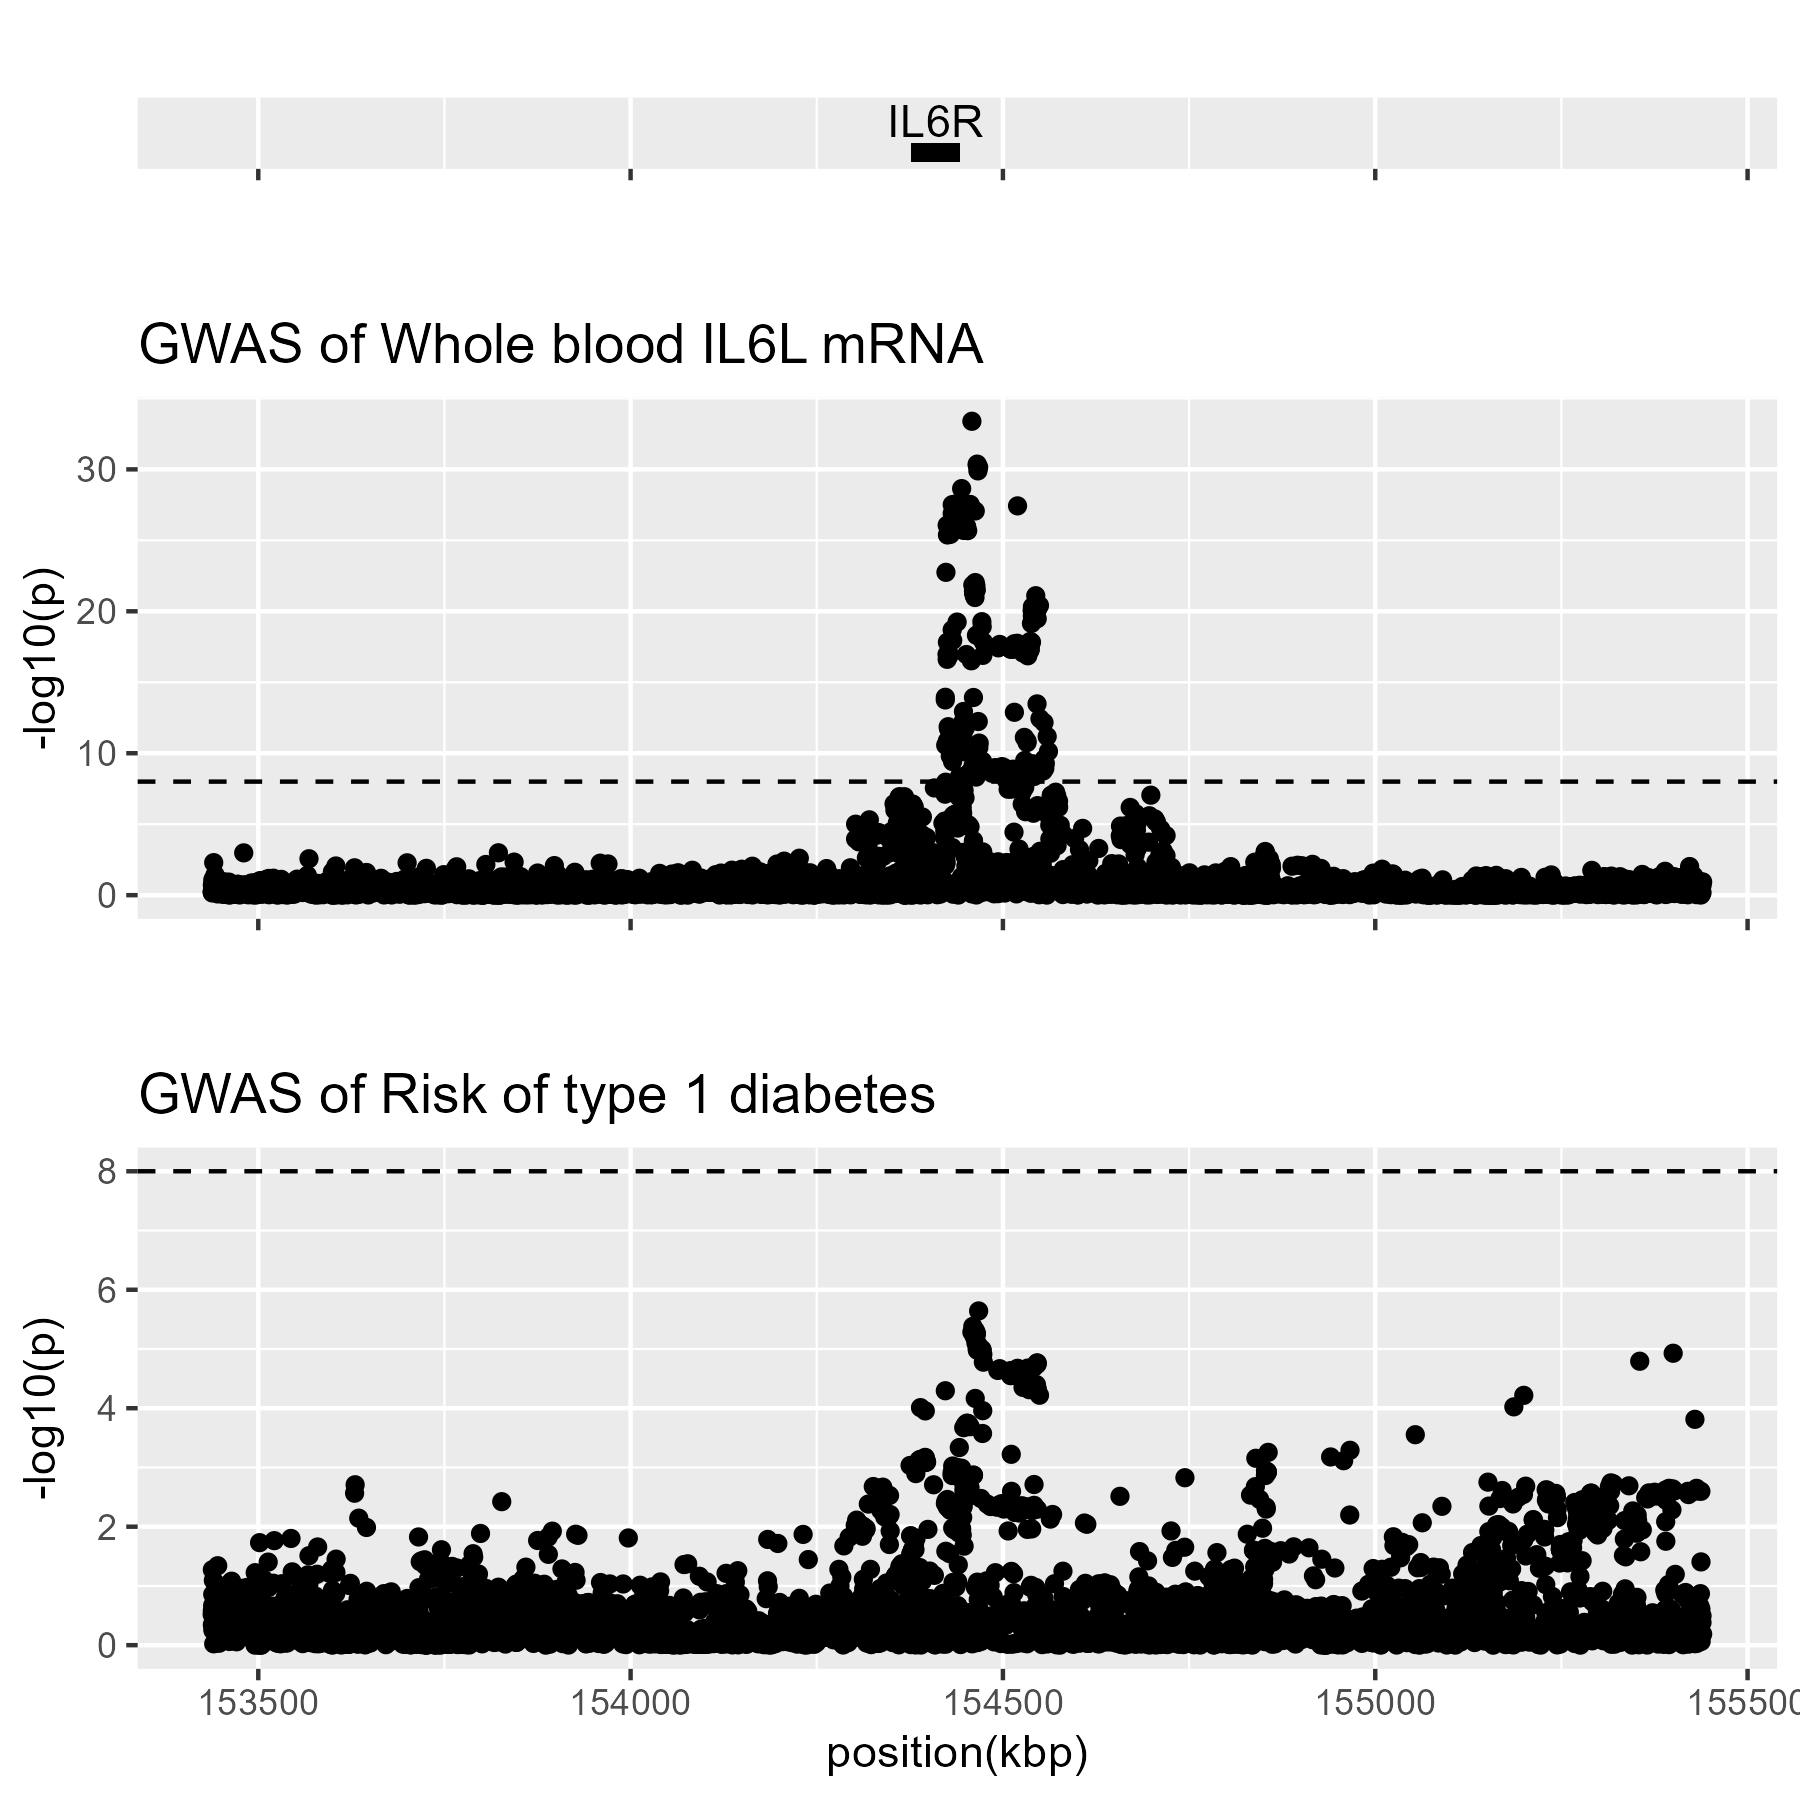 IL6R
GWAS of Whole blood IL6L mRNA
-log10(p)
30
20
10
0
GWAS of Risk of type 1 diabetes
-log10(p)
8
6
4
2
0
153500 154000 154500 155000 155500
position(kbp)